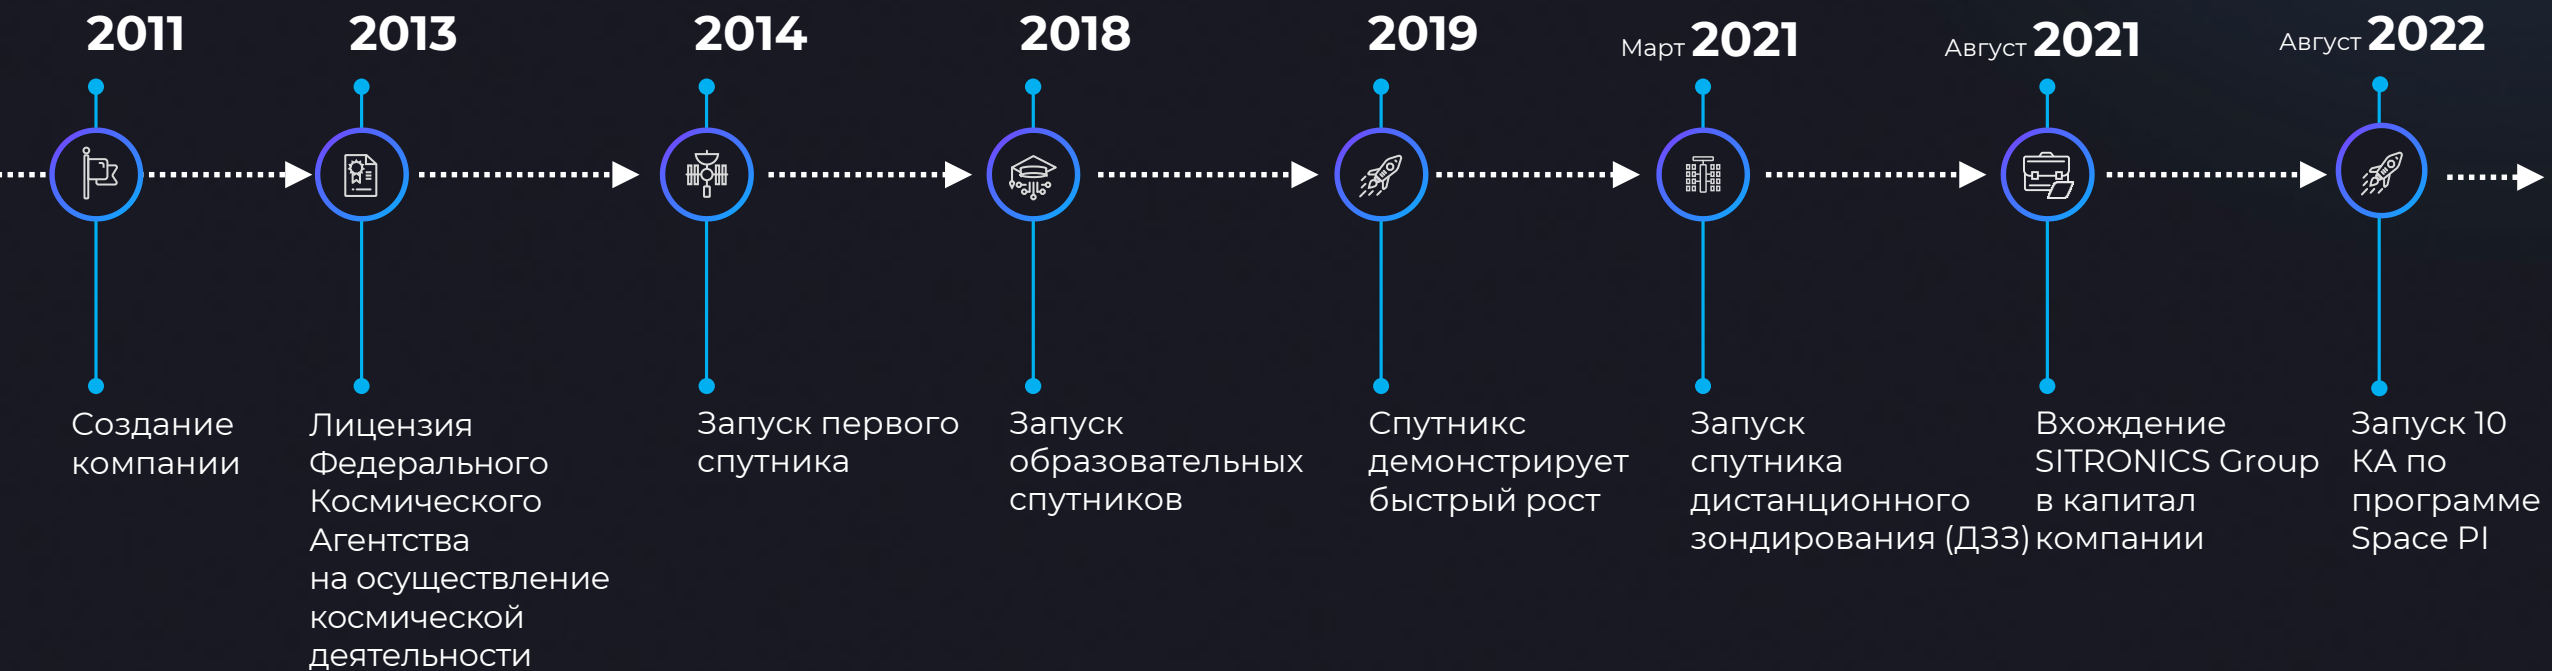 2011
Создание
компании
2013
Лицензия
Федерального
Космического
Агентства
на осуществление
космической
деятельности
2014
Запуск первого
спутника
2018
Запуск
образовательных
спутников
2019
Спутникс
демонстрирует
быстрый рост
Март 2021
Запуск
спутника
дистанционного
зондирования (ДЗЗ)
Август 2021
Вхождение
SITRONICS Group
в капитал
компании
Август 2022
Запуск 10
КА по
программе
Space PI